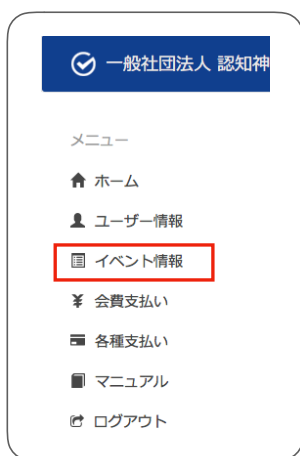 一般社団法人 認知神
メニュー
ホーム
ユーザー情報
イベント情報
会費支払い
各種支払い
マニュアル
ログアウト